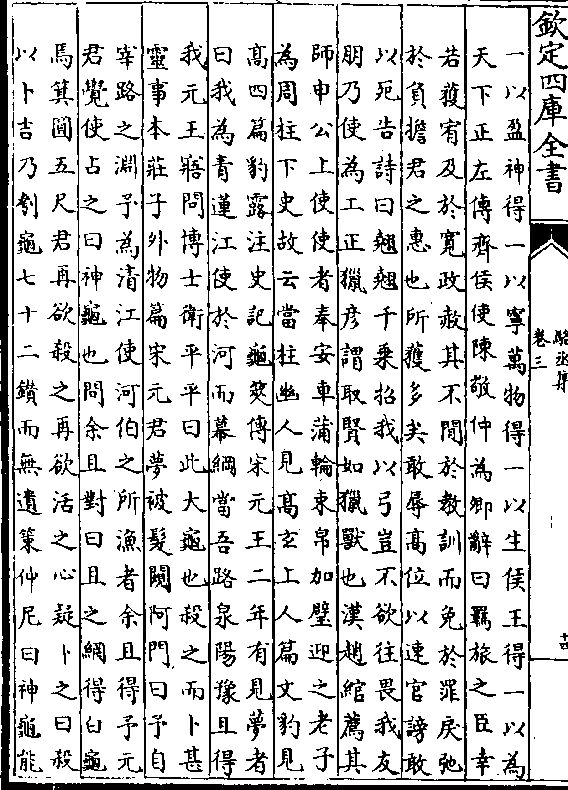 欽定四庫全書
駱丞集
卷三
一以盈神得一以寧萬物得一以生侯王得一以為
天下正左傳齊侯使陳敬仲為卿辭曰羈旅之臣幸
若獲宥及於寛政赦其不閒於教訓而免於罪戾弛
於負擔君之惠也所獲多矣敢辱高位以速官謗敢
以死告詩曰翹翹千乗招我以弓豈不欲往畏我友
朋乃使為工正獵彦謂取賢如獵獸也漢趙綰薦其
師申公上使使者奉安車蒲輪束帛加璧迎之老子
為周柱下史故云當柱幽人見髙玄上人篇文豹見
髙四篇豹露注史記龜筴傳宋元王二年有見夢者
曰我為青蓮江使於河而幕網當吾路泉陽豫且得
我元王寤問博士衛平平曰此大龜也殺之而卜甚
靈事本莊子外物篇宋元君夢被髮闚阿門曰予自
宰路之淵予為清江使河伯之所漁者余且得予元
君覺使占之曰神龜也問余且對曰且之網得白龜
焉箕圓五尺君再欲殺之再欲活之心疑卜之曰殺
以卜吉乃刳龜七十二鑽而無遺筴仲尼曰神龜能